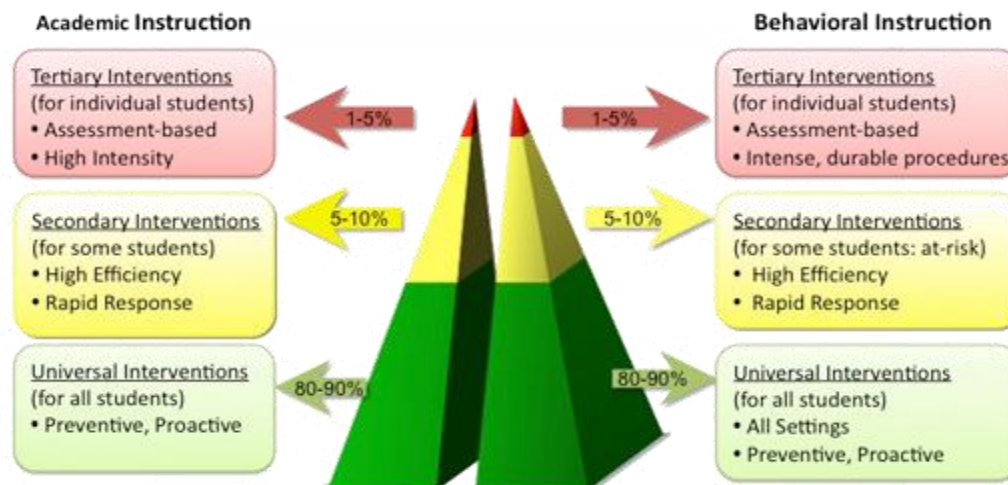 Academic Instruction
Tertiary Interventions
(for individual students)
• Assessment-based
• High Intensity
1-5%
Secondary Interventions
(for some students)
• High Efficiency
• Rapid Response
5-10%
Universal Interventions
(for all students)
• Preventive, Proactive
80-90%
Behavioral Instruction
1-5%
Tertiary Interventions
(for individual students)
• Assessment-based
• Intense, durable procedures
5-10%
Secondary Interventions
(for some students: at-risk)
• High Efficiency
• Rapid Response
80-90%
Universal Interventions
(for all students)
• All Settings
• Preventive, Proactive